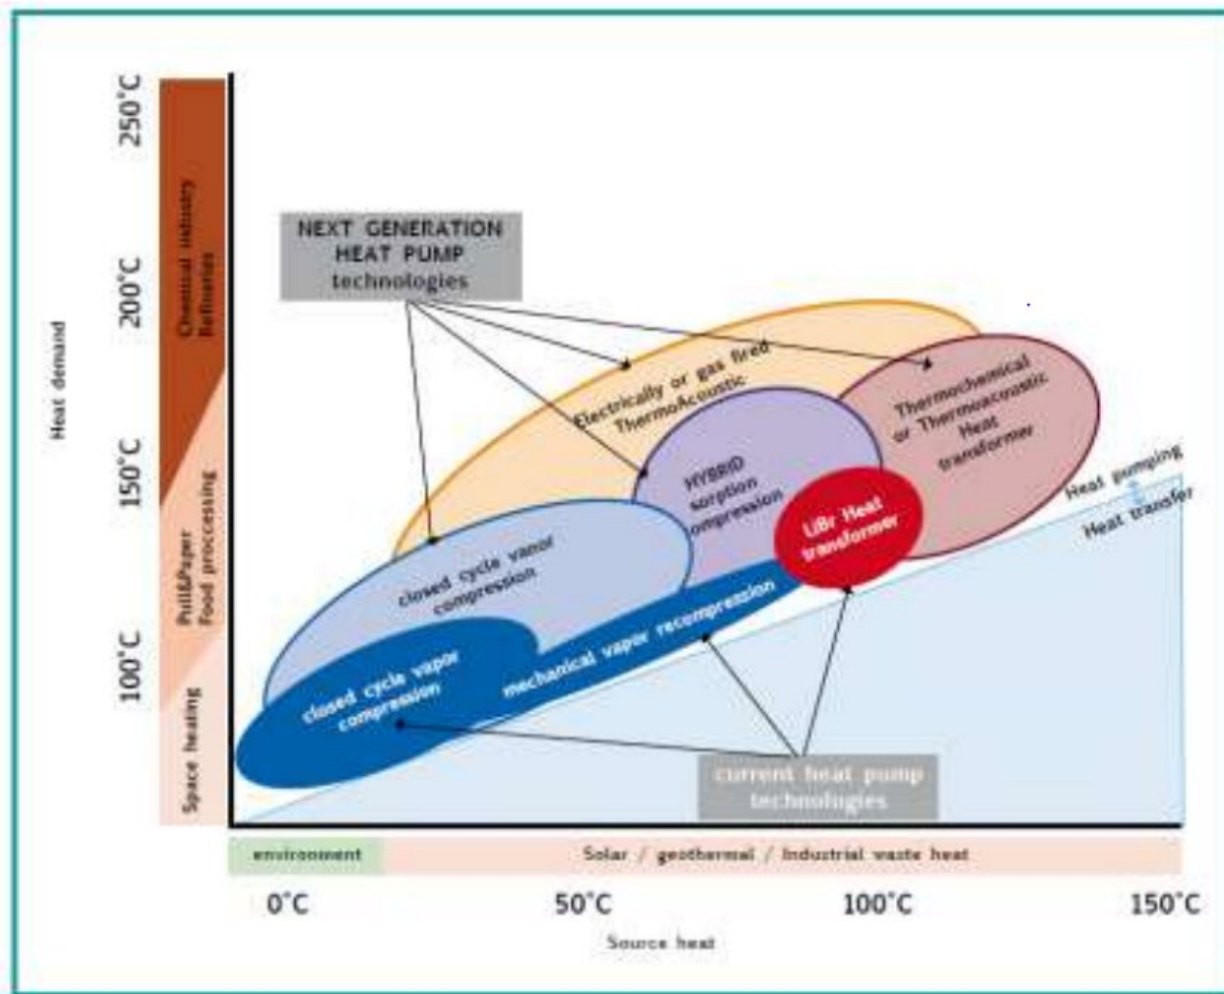 250°C
200°C
150°C
100°C
Heat demand
Chemical industry
Refineries
Pull&Paper
Food proccessing
Space heating
NEXT GENERATION
HEAT PUMP
technologies
Electrically or gas fired
ThermoAcoustic
Thermochemical
or Thermoacoustic
Heat
transformer
HYBRID
sorption
ompression
LiBr Heat
transformer
Heat pumping
Heat transfer
closed cycle vapor
compression
closed cycle vapor
compression
mechanical vapor recompression
current heat pump
technologies
environment
Solar / geothermal / Industrial waste heat
0°C
50°C
100°C
150°C
Source heat